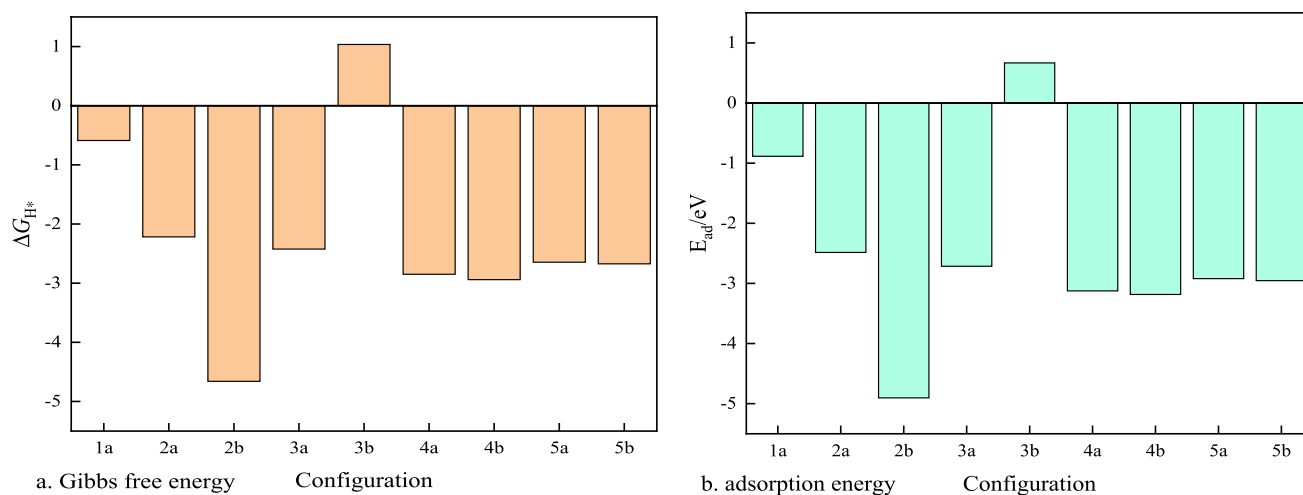 1
0
-1
-2
-3
-4
-5
ΔG_H*
1a 2a 2b 3a 3b 4a 4b 5a 5b
a. Gibbs free energy Configuration
1
0
-1
-2
-3
-4
-5
E_ad/eV
1a 2a 2b 3a 3b 4a 4b 5a 5b
b. adsorption energy Configuration